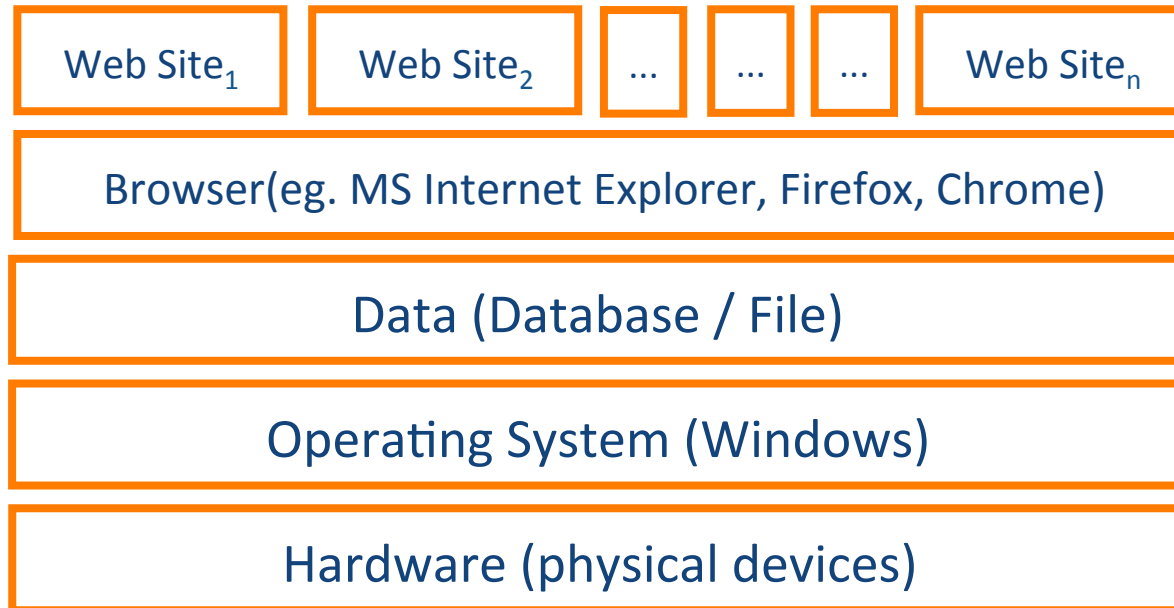 Web Site₁ Web Site₂ ... ... ... Web Siteₙ
Browser(eg. MS Internet Explorer, Firefox, Chrome)
Data (Database / File)
Operating System (Windows)
Hardware (physical devices)